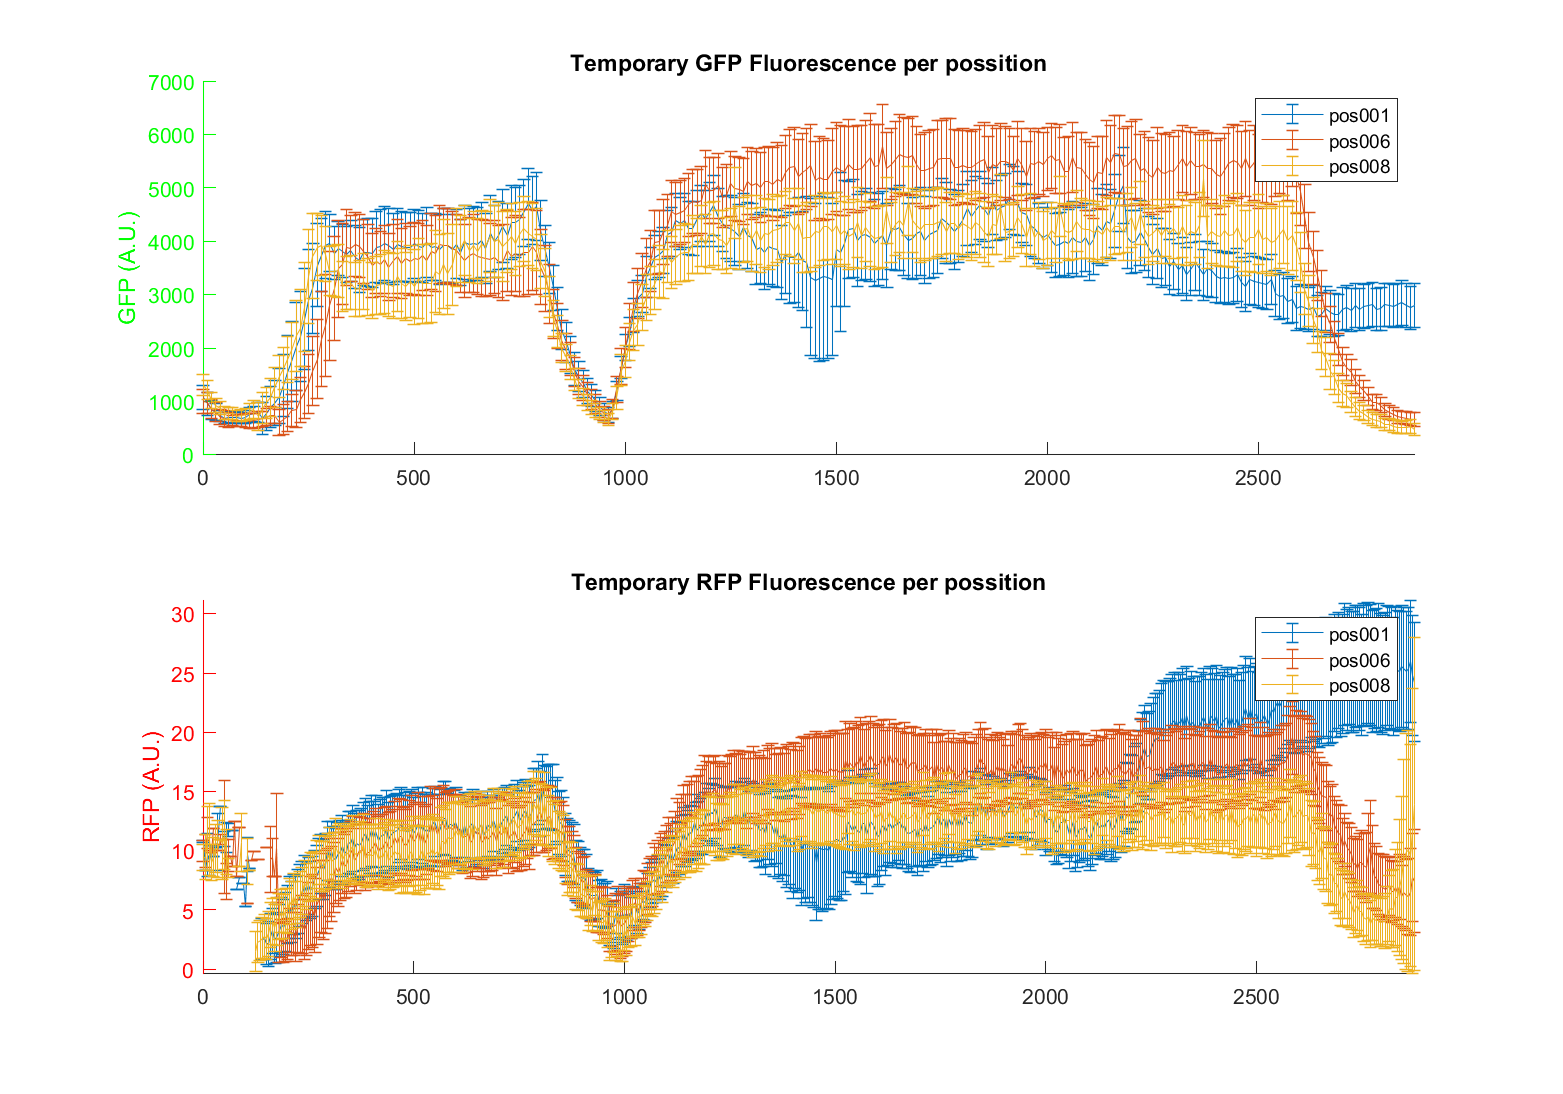 Temporary GFP Fluorescence per possition
7000
6000
5000
4000
3000
2000
1000
0
GFP (A.U.)
0 500 1000 1500 2000 2500
pos001
pos006
pos008
Temporary RFP Fluorescence per possition
30
25
20
15
10
5
0
RFP (A.U.)
0 500 1000 1500 2000 2500
pos001
pos006
pos008